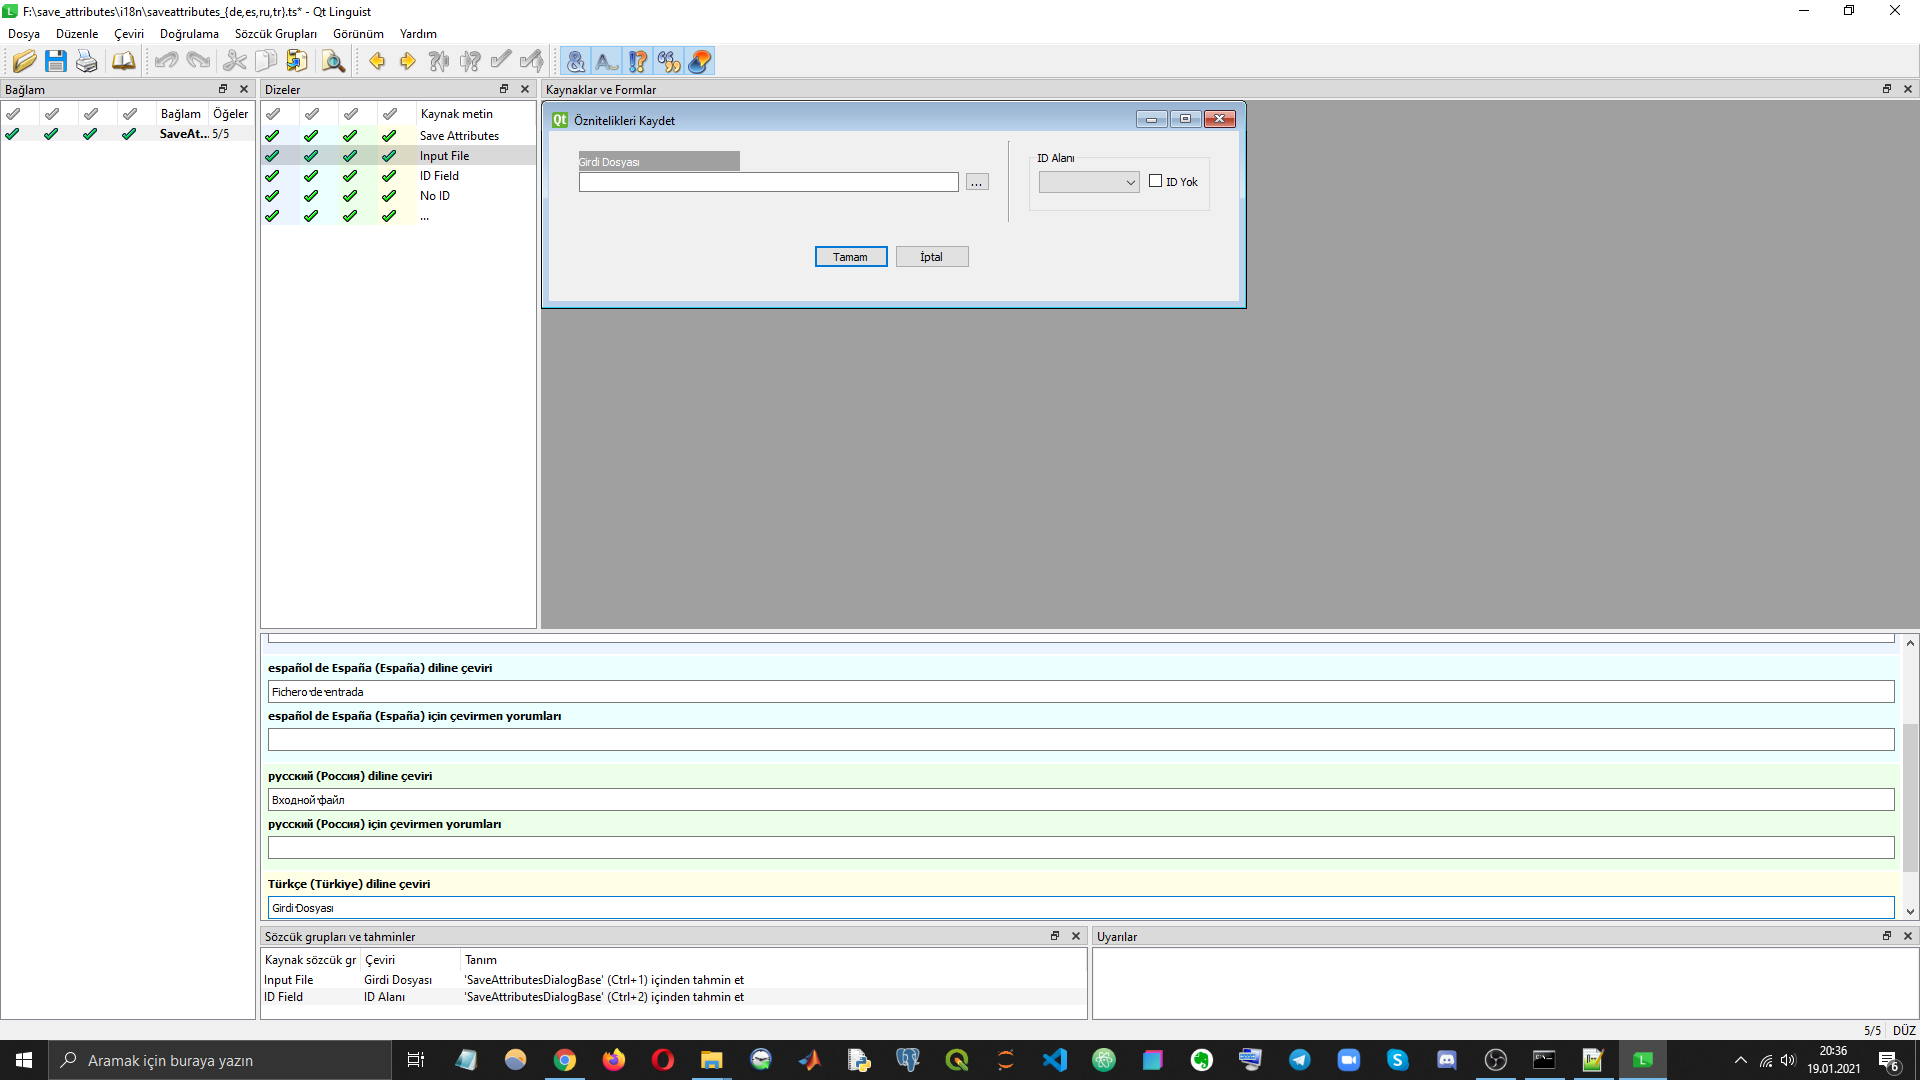 F:\save_attributes\i18n\saveattributes_{de,es,ru,tr}.ts* - Qt Linguist
Dosya Düzenle Çeviri Doğrulama Sözcük Grupları Görünüm Yardım
Bağlam
Bağlam Öğeler
SaveAt... 5/5
Dizeler
Kaynak metin
Save Attributes
Input File
ID Field
No ID
...
Kaynaklar ve Formlar
Öznitelikleri Kaydet
Girdi Dosyası
...
ID Alanı
ID Yok
Tamam İptal
español de España (España) diline çeviri
Fichero·de·entrada
español de España (España) için çevirmen yorumları
русский (Россия) diline çeviri
Входной·файл
русский (Россия) için çevirmen yorumları
Türkçe (Türkiye) diline çeviri
Girdi·Dosyası
Sözcük grupları ve tahminler
Kaynak sözcük gr Çeviri Tanım
Input File Girdi Dosyası 'SaveAttributesDialogBase' (Ctrl+1) içinden tahmin et
ID Field ID Alanı 'SaveAttributesDialogBase' (Ctrl+2) içinden tahmin et
Uyarılar
5/5 DÜZ
Aramak için buraya yazın
20:36
19.01.2021
6